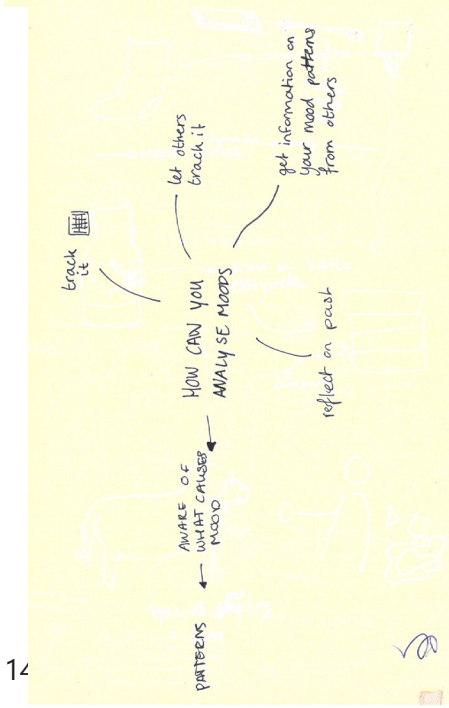 track
it
let others
track it
get information on
your mood patterns
from others
HOW CAN YOU
ANALYSE MOODS
reflect on past
AWARE OF
WHAT CAUSES
MOOD
PATTERNS
14